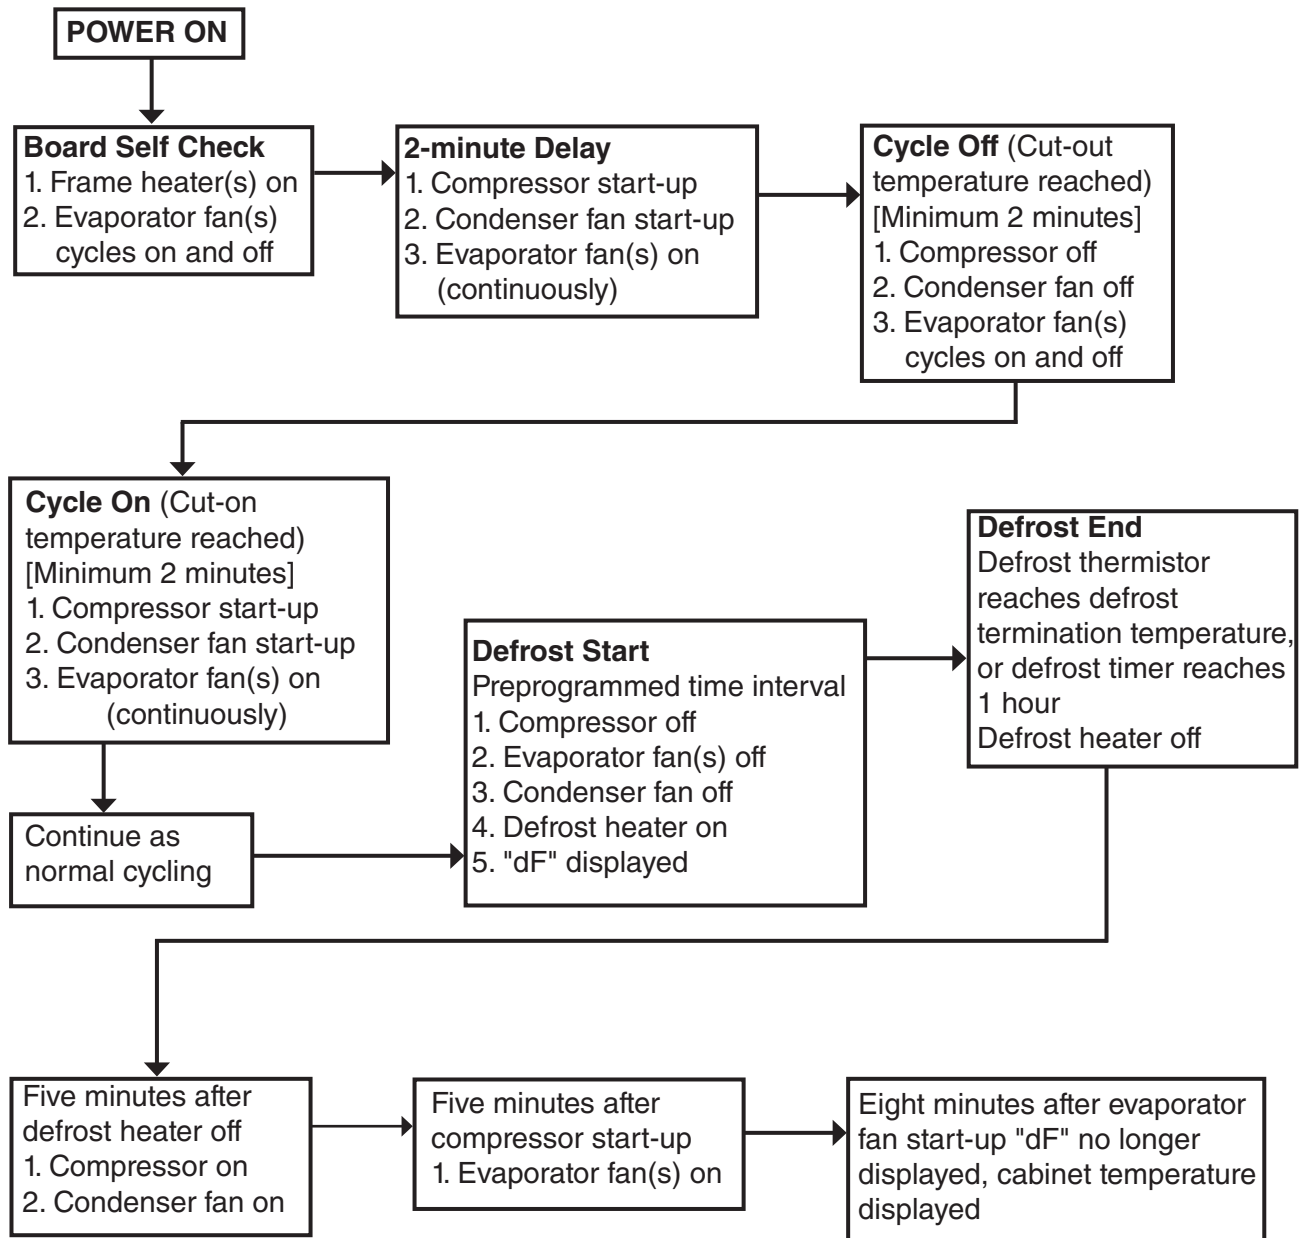 POWER ON
Board Self Check
1. Frame heater(s) on
2. Evaporator fan(s)
cycles on and off
2-minute Delay
1. Compressor start-up
2. Condenser fan start-up
3. Evaporator fan(s) on
(continuously)
Cycle Off (Cut-out
temperature reached)
[Minimum 2 minutes]
1. Compressor off
2. Condenser fan off
3. Evaporator fan(s)
cycles on and off
Cycle On (Cut-on
temperature reached)
[Minimum 2 minutes]
1. Compressor start-up
2. Condenser fan start-up
3. Evaporator fan(s) on
(continuously)
Continue as
normal cycling
Defrost Start
Preprogrammed time interval
1. Compressor off
2. Evaporator fan(s) off
3. Condenser fan off
4. Defrost heater on
5. "dF" displayed
Defrost End
Defrost thermistor
reaches defrost
termination temperature,
or defrost timer reaches
1 hour
Defrost heater off
Five minutes after
defrost heater off
1. Compressor on
2. Condenser fan on
Five minutes after
compressor start-up
1. Evaporator fan(s) on
Eight minutes after evaporator
fan start-up "dF" no longer
displayed, cabinet temperature
displayed